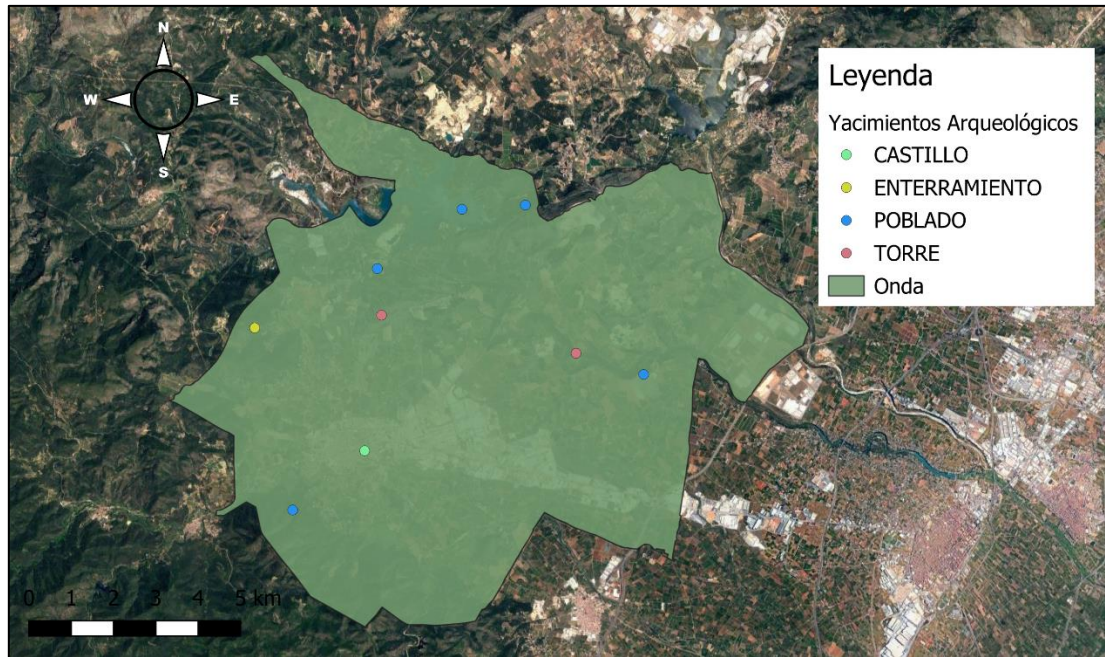 N
W E
S
Leyenda
Yacimientos Arqueológicos
CASTILLO
ENTERRAMIENTO
POBLADO
TORRE
Onda
0 1 2 3 4 5 km